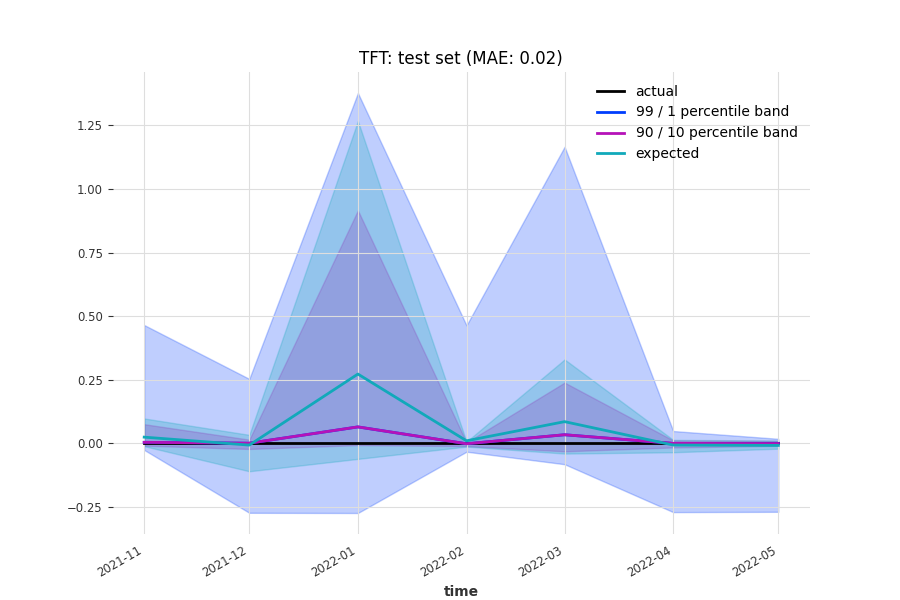 TFT: test set (MAE: 0.02)
actual
99 / 1 percentile band
90 / 10 percentile band
expected
1.25
1.00
0.75
0.50
0.25
0.00
−0.25
2021-11
2021-12
2022-01
2022-02
2022-03
2022-04
2022-05
time